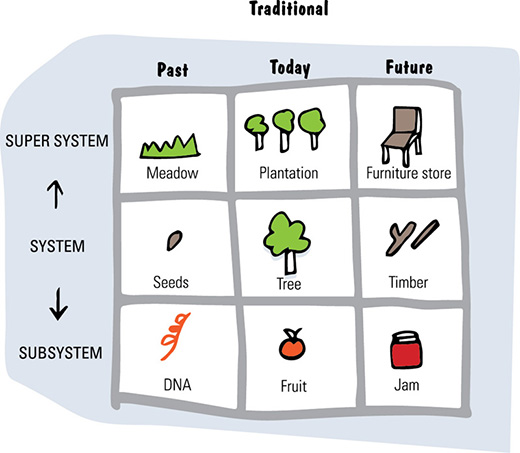 Traditional
Past Today Future
SUPER SYSTEM
Meadow Plantation Furniture store
SYSTEM
Seeds Tree Timber
SUBSYSTEM
DNA Fruit Jam